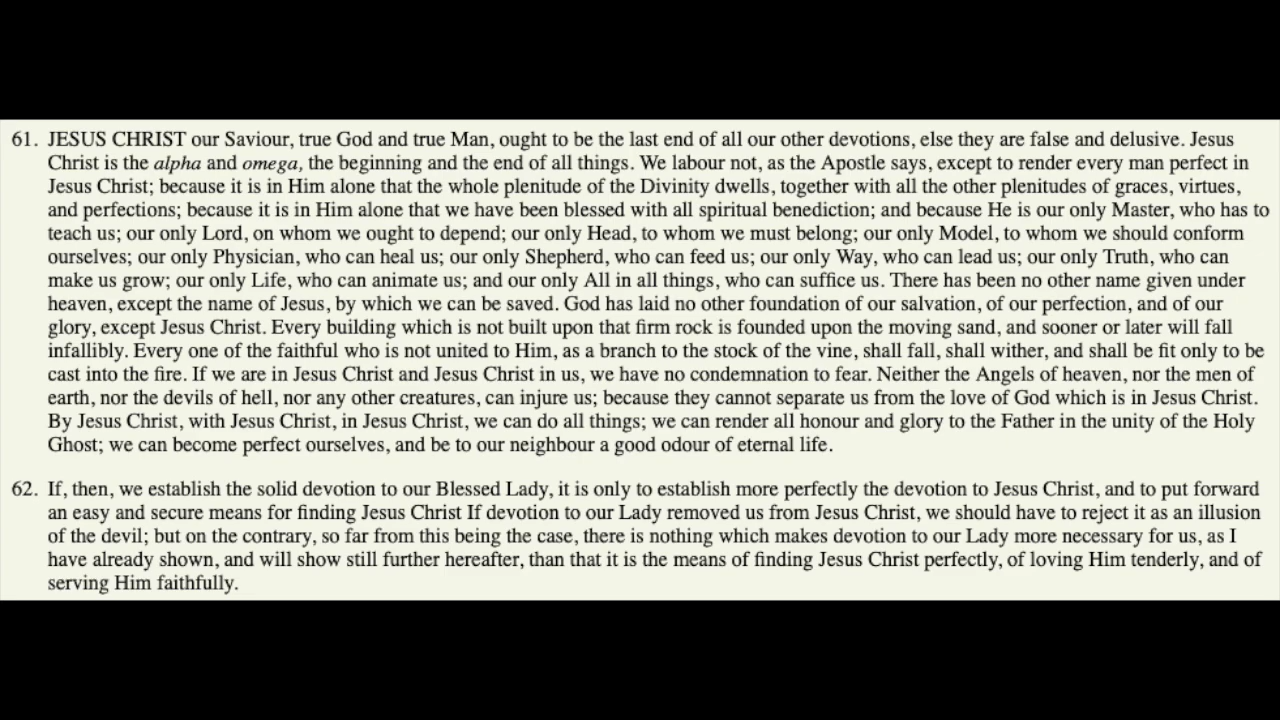 61. JESUS CHRIST our Saviour, true God and true Man, ought to be the last end of all our other devotions, else they are false and delusive. Jesus
Christ is the alpha and omega, the beginning and the end of all things. We labour not, as the Apostle says, except to render every man perfect in
Jesus Christ; because it is in Him alone that the whole plenitude of the Divinity dwells, together with all the other plenitudes of graces, virtues,
and perfections; because it is in Him alone that we have been blessed with all spiritual benediction; and because He is our only Master, who has to
teach us; our only Lord, on whom we ought to depend; our only Head, to whom we must belong; our only Model, to whom we should conform
ourselves; our only Physician, who can heal us; our only Shepherd, who can feed us; our only Way, who can lead us; our only Truth, who can
make us grow; our only Life, who can animate us; and our only All in all things, who can suffice us. There has been no other name given under
heaven, except the name of Jesus, by which we can be saved. God has laid no other foundation of our salvation, of our perfection, and of our
glory, except Jesus Christ. Every building which is not built upon that firm rock is founded upon the moving sand, and sooner or later will fall
infallibly. Every one of the faithful who is not united to Him, as a branch to the stock of the vine, shall fall, shall wither, and shall be fit only to be
cast into the fire. If we are in Jesus Christ and Jesus Christ in us, we have no condemnation to fear. Neither the Angels of heaven, nor the men of
earth, nor the devils of hell, nor any other creatures, can injure us; because they cannot separate us from the love of God which is in Jesus Christ.
By Jesus Christ, with Jesus Christ, in Jesus Christ, we can do all things; we can render all honour and glory to the Father in the unity of the Holy
Ghost; we can become perfect ourselves, and be to our neighbour a good odour of eternal life.
62. If, then, we establish the solid devotion to our Blessed Lady, it is only to establish more perfectly the devotion to Jesus Christ, and to put forward
an easy and secure means for finding Jesus Christ If devotion to our Lady removed us from Jesus Christ, we should have to reject it as an illusion
of the devil; but on the contrary, so far from this being the case, there is nothing which makes devotion to our Lady more necessary for us, as I
have already shown, and will show still further hereafter, than that it is the means of finding Jesus Christ perfectly, of loving Him tenderly, and of
serving Him faithfully.